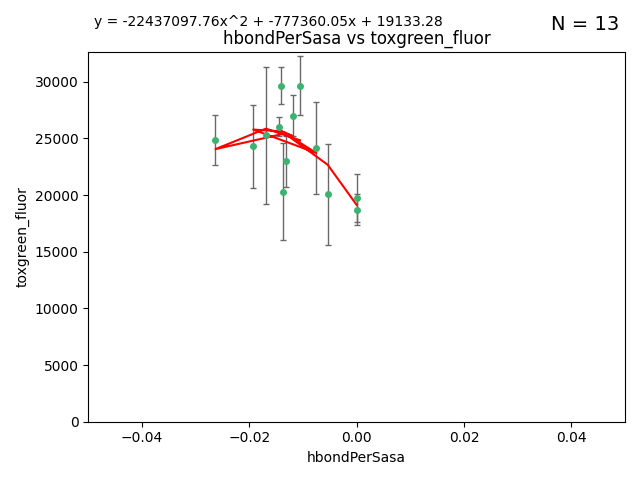 y = -22437097.76x^2 + -777360.05x + 19133.28
N = 13
hbondPerSasa vs toxgreen_fluor
30000
25000
20000
15000
10000
5000
0
toxgreen_fluor
−0.04
−0.02
0.00
0.02
0.04
hbondPerSasa